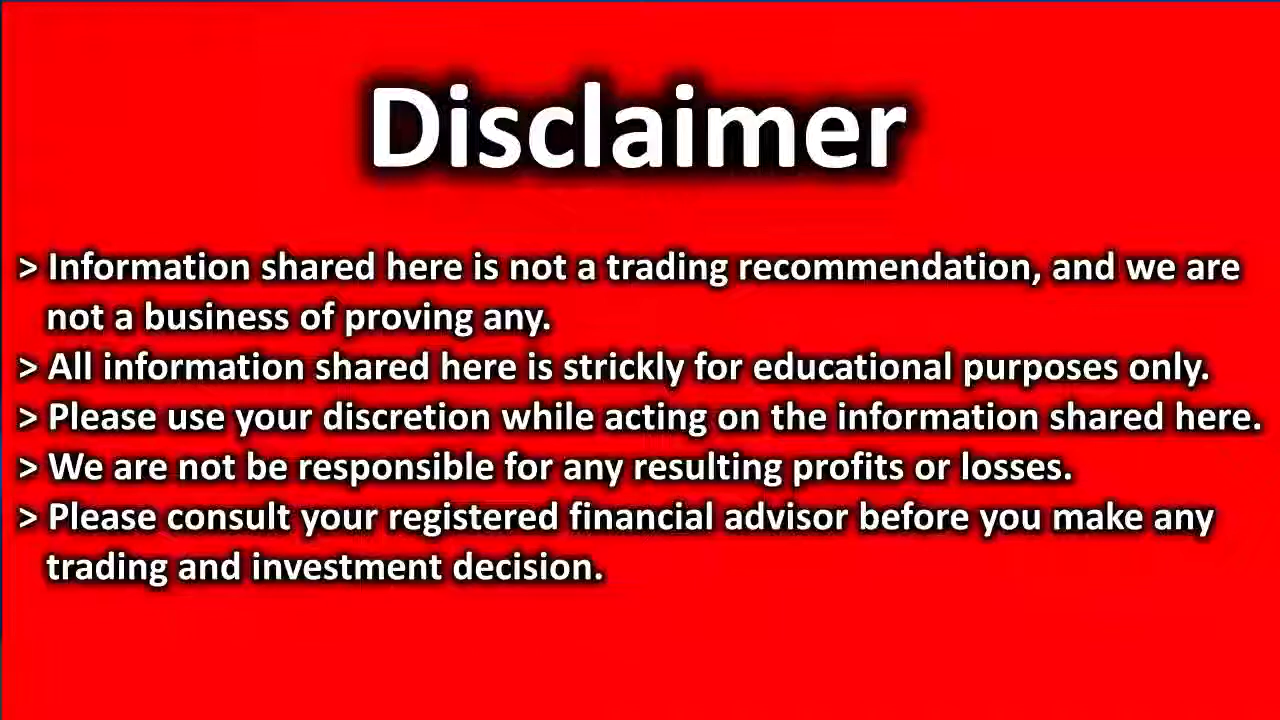 Disclaimer
> Information shared here is not a trading recommendation, and we are
not a business of proving any.
> All information shared here is strickly for educational purposes only.
> Please use your discretion while acting on the information shared here.
> We are not be responsible for any resulting profits or losses.
> Please consult your registered financial advisor before you make any
trading and investment decision.